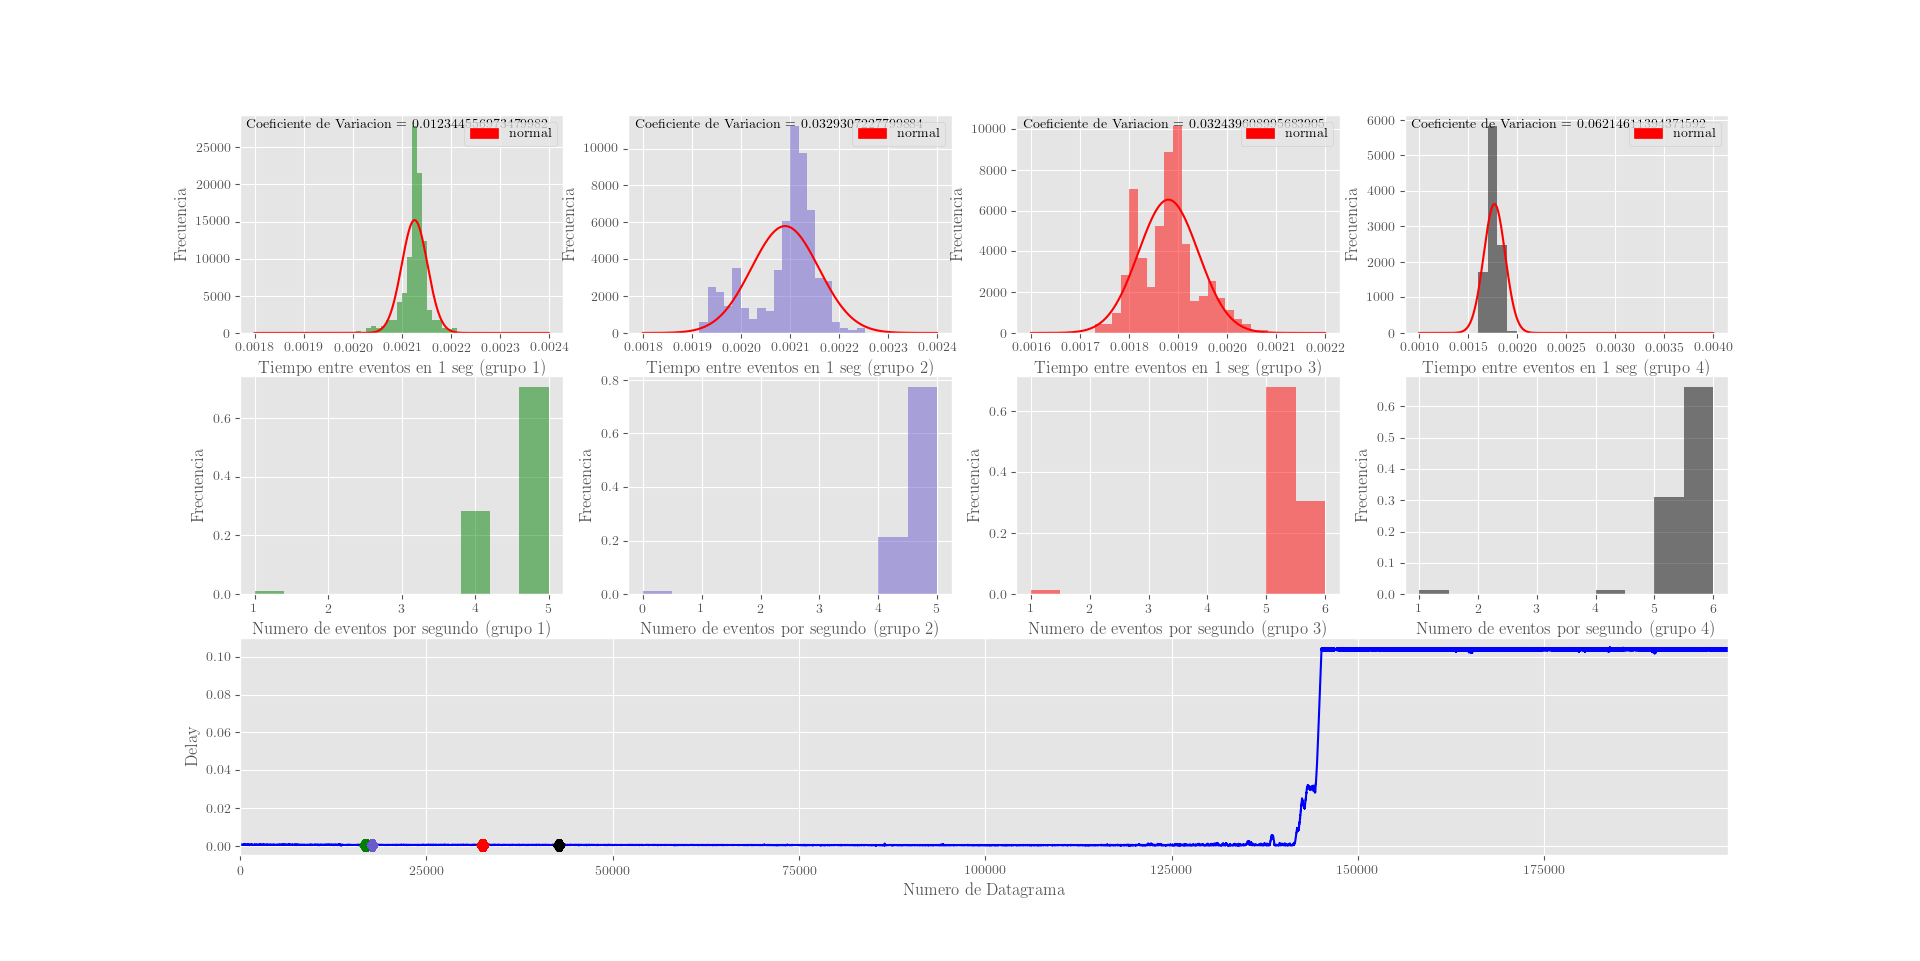 Coeficiente de Variacion =
normal
25000
20000
15000
10000
5000
0
Frecuencia
0.0018 0.0019 0.0020 0.0021 0.0022 0.0023 0.0024
Tiempo entre eventos en 1 seg (grupo 1)
Coeficiente de Variacion =
normal
10000
8000
6000
4000
2000
0
Frecuencia
0.0018 0.0019 0.0020 0.0021 0.0022 0.0023 0.0024
Tiempo entre eventos en 1 seg (grupo 2)
Coeficiente de Variacion =
normal
10000
8000
6000
4000
2000
0
Frecuencia
0.0016 0.0017 0.0018 0.0019 0.0020 0.0021 0.0022
Tiempo entre eventos en 1 seg (grupo 3)
Coeficiente de Variacion =
normal
6000
5000
4000
3000
2000
1000
0
Frecuencia
0.0010 0.0015 0.0020 0.0025 0.0030 0.0035 0.0040
Tiempo entre eventos en 1 seg (grupo 4)
0.6
0.4
0.2
0.0
Frecuencia
1 2 3 4 5
Numero de eventos por segundo (grupo 1)
0.8
0.6
0.4
0.2
0.0
Frecuencia
0 1 2 3 4 5
Numero de eventos por segundo (grupo 2)
0.6
0.4
0.2
0.0
Frecuencia
1 2 3 4 5 6
Numero de eventos por segundo (grupo 3)
0.6
0.5
0.4
0.3
0.2
0.1
0.0
Frecuencia
1 2 3 4 5 6
Numero de eventos por segundo (grupo 4)
0.10
0.08
0.06
0.04
0.02
0.00
Delay
0 25000 50000 75000 100000 125000 150000 175000
Numero de Datagrama